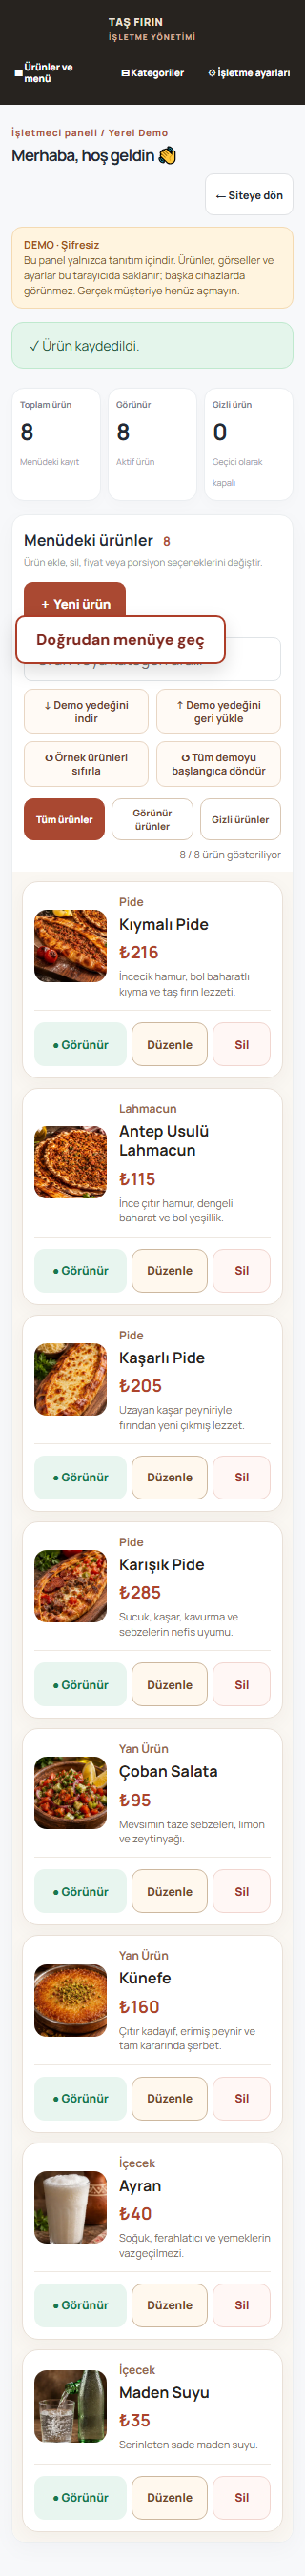 TAŞ FIRIN
İŞLETME YÖNETİMİ
Ürünler ve menü
Kategoriler
İşletme ayarları
İşletmeci paneli / Yerel Demo
Merhaba, hoş geldin 👋
← Siteye dön
DEMO · Şifresiz
Bu panel yalnızca tanıtım içindir. Ürünler, görseller ve
ayarlar bu tarayıcıda saklanır; başka cihazlarda
görünmez. Gerçek müşteriye henüz açmayın.
✓ Ürün kaydedildi.
Toplam ürün
8
Menüdeki kayıt
Görünür
8
Aktif ürün
Gizli ürün
0
Geçici olarak
kapalı
Menüdeki ürünler 8
Ürün ekle, sil, fiyat veya porsiyon seçeneklerini değiştir.
+ Yeni ürün
Doğrudan menüye geç
↓ Demo yedeğini
indir
↑ Demo yedeğini
geri yükle
↺ Örnek ürünleri
sıfırla
↺ Tüm demoyu
başlangıca döndür
Tüm ürünler
Görünür
ürünler
Gizli ürünler
8 / 8 ürün gösteriliyor
Pide
Kıymalı Pide
₺216
İncecik hamur, bol baharatlı
kıyma ve taş fırın lezzeti.
● Görünür
Düzenle
Sil
Lahmacun
Antep Usulü
Lahmacun
₺115
İnce çıtır hamur, dengeli
baharat ve bol yeşillik.
● Görünür
Düzenle
Sil
Pide
Kaşarlı Pide
₺205
Uzayan kaşar peyniriyle
fırından yeni çıkmış lezzet.
● Görünür
Düzenle
Sil
Pide
Karışık Pide
₺285
Sucuk, kaşar, kavurma ve
sebzelerin nefis uyumu.
● Görünür
Düzenle
Sil
Yan Ürün
Çoban Salata
₺95
Mevsimin taze sebzeleri, limon
ve zeytinyağı.
● Görünür
Düzenle
Sil
Yan Ürün
Künefe
₺160
Çıtır kadayıf, erimiş peynir ve
tam kararında şerbet.
● Görünür
Düzenle
Sil
İçecek
Ayran
₺40
Soğuk, ferahlatıcı ve yemeklerin
vazgeçilmezi.
● Görünür
Düzenle
Sil
İçecek
Maden Suyu
₺35
Serinleten sade maden suyu.
● Görünür
Düzenle
Sil